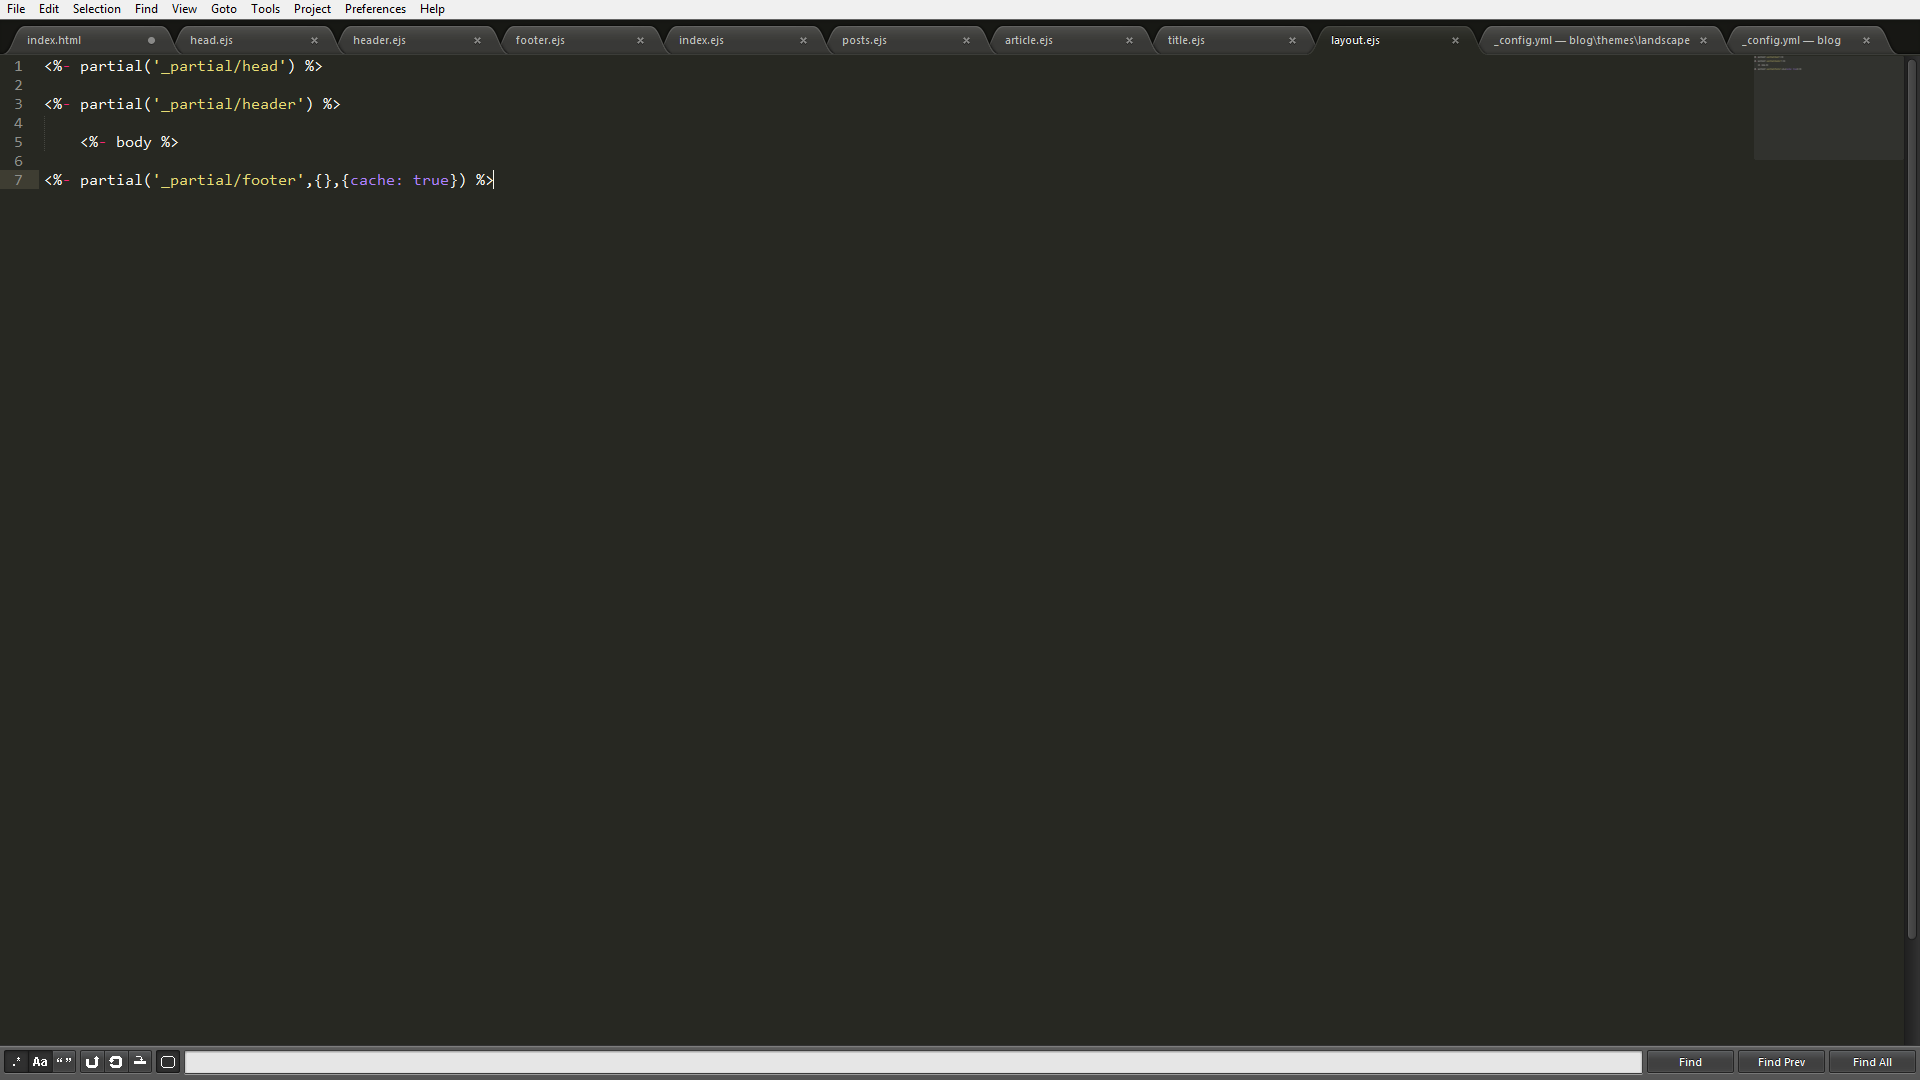 File Edit Selection Find View Goto Tools Project Preferences Help
index.html head.ejs header.ejs footer.ejs index.ejs posts.ejs article.ejs title.ejs layout.ejs _config.yml — blog\themes\landscape _config.yml — blog
1 <%- partial('_partial/head') %>
2
3 <%- partial('_partial/header') %>
4
5 <%- body %>
6
7 <%- partial('_partial/footer',{},{cache: true}) %>
.* Aa “” Find Find Prev Find All